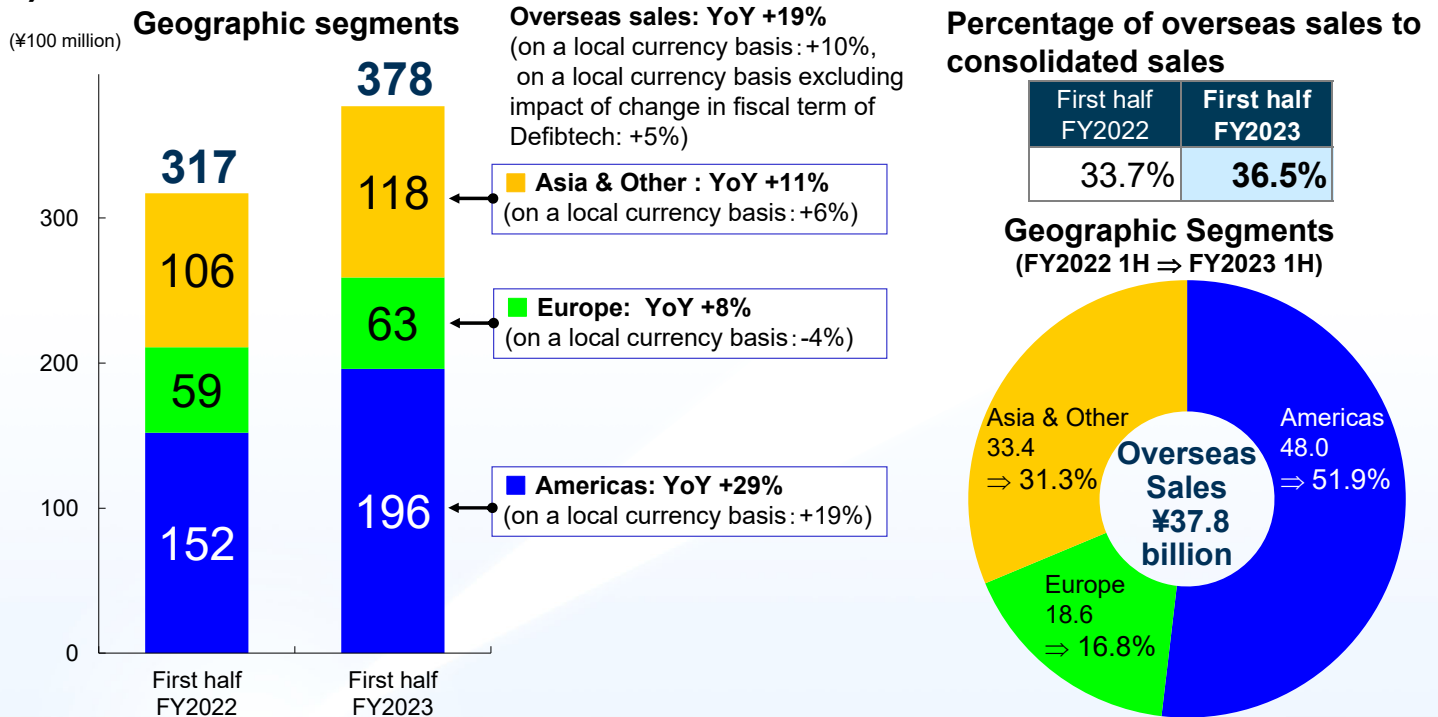 Geographic segments
(¥100 million)
378
317
300
200
100
0
118
106
63
59
196
152
First half
FY2022
First half
FY2023
Overseas sales: YoY +19%
(on a local currency basis:+10%,
on a local currency basis excluding
impact of change in fiscal term of
Defibtech: +5%)
Asia & Other : YoY +11%
(on a local currency basis:+6%)
Europe: YoY +8%
(on a local currency basis:-4%)
Americas: YoY +29%
(on a local currency basis:+19%)
Percentage of overseas sales to
consolidated sales
First half
FY2022
First half
FY2023
33.7%
36.5%
Geographic Segments
(FY2022 1H ⇒ FY2023 1H)
Asia & Other
33.4
⇒ 31.3%
Americas
48.0
⇒ 51.9%
Overseas
Sales
¥37.8
billion
Europe
18.6
⇒ 16.8%